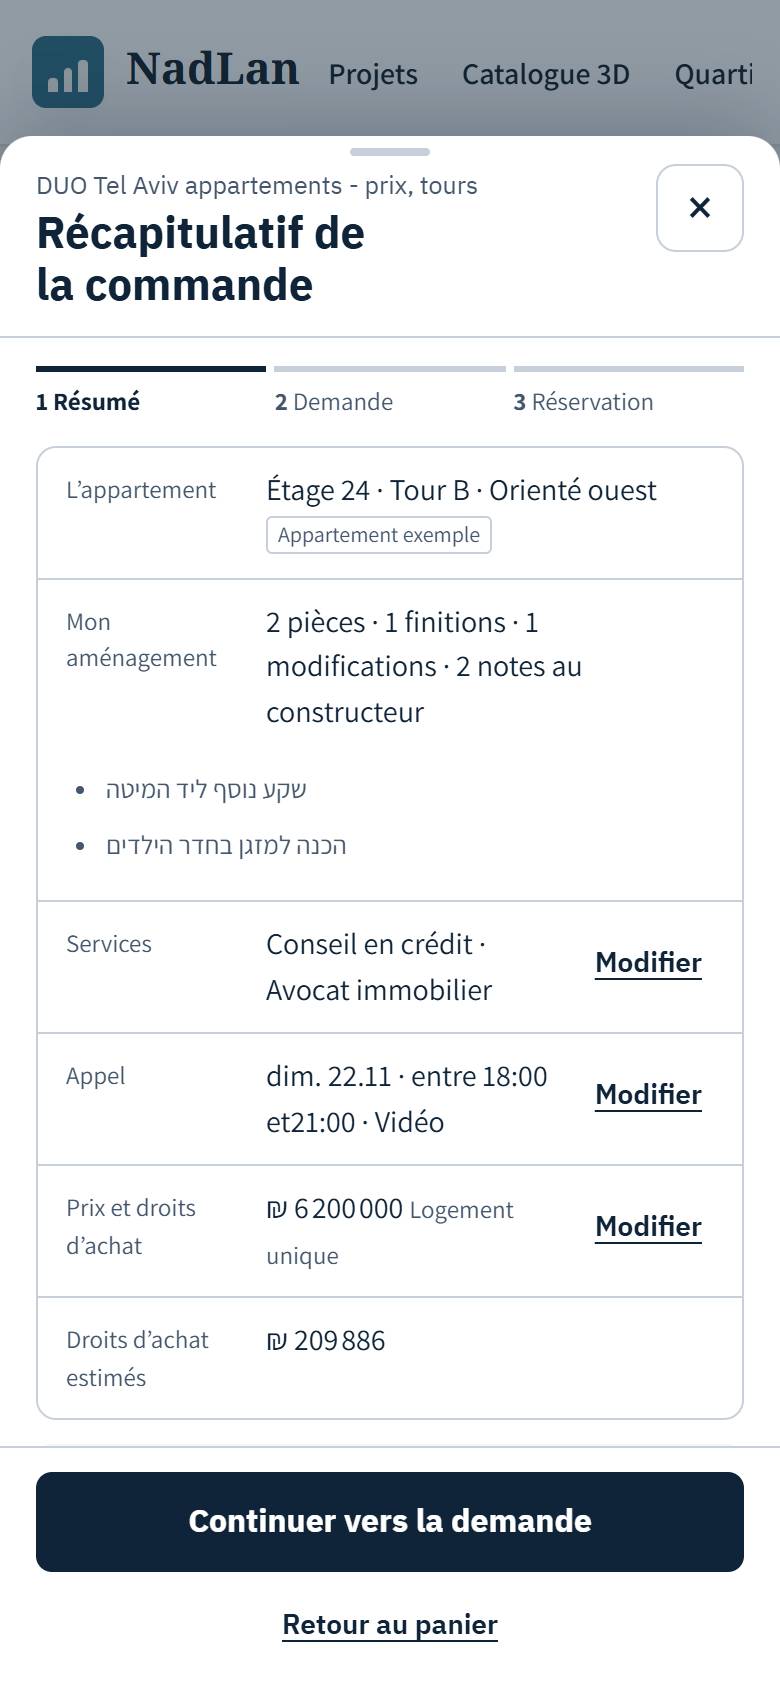 NadLan Projets Catalogue 3D Quarti
DUO Tel Aviv appartements - prix, tours
Récapitulatif de
la commande
×
1 Résumé
2 Demande
3 Réservation
L’appartement
Étage 24 · Tour B · Orienté ouest
Appartement exemple
Mon
aménagement
2 pièces · 1 finitions · 1
modifications · 2 notes au
constructeur
• שקע נוסף ליד המיטה
• הכנה למזגן בחדר הילדים
Services
Conseil en crédit ·
Avocat immobilier
Modifier
Appel
dim. 22.11 · entre 18:00
et21:00 · Vidéo
Modifier
Prix et droits
d’achat
₪ 6 200 000 Logement
unique
Modifier
Droits d’achat
estimés
₪ 209 886
Continuer vers la demande
Retour au panier